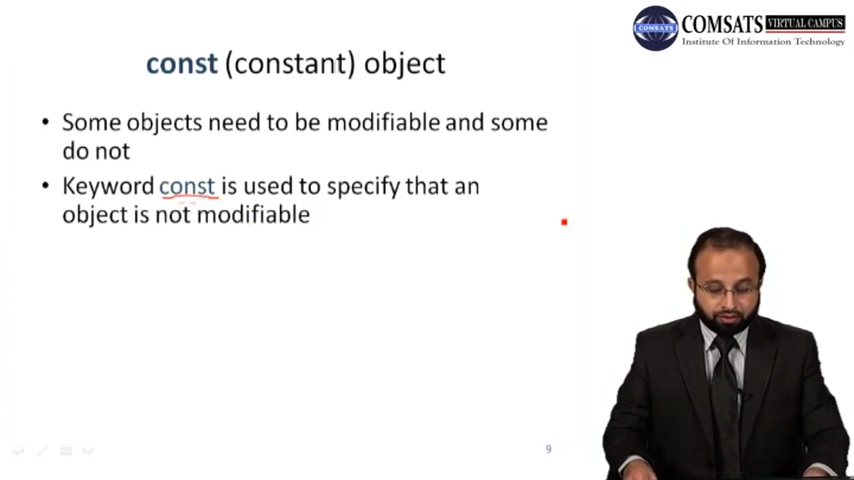 COMSATS VIRTUAL CAMPUS
COMSATS
Institute Of Information Technology
const (constant) object
• Some objects need to be modifiable and some
do not
• Keyword const is used to specify that an
object is not modifiable
9